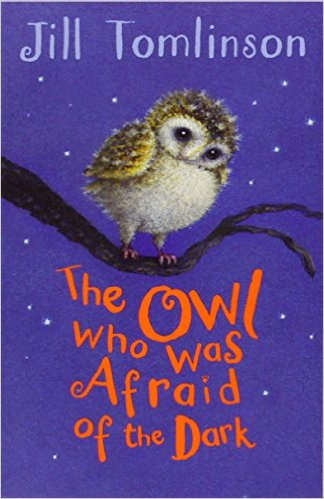 Jill Tomlinson
The Owl
who was
Afraid
of the Dark